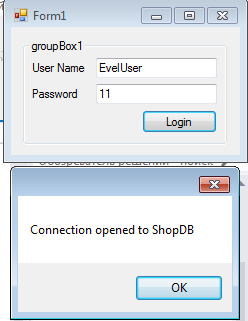 Form1
groupBox1
User Name EvelUser
Password 11
Login
Connection opened to ShopDB
OK